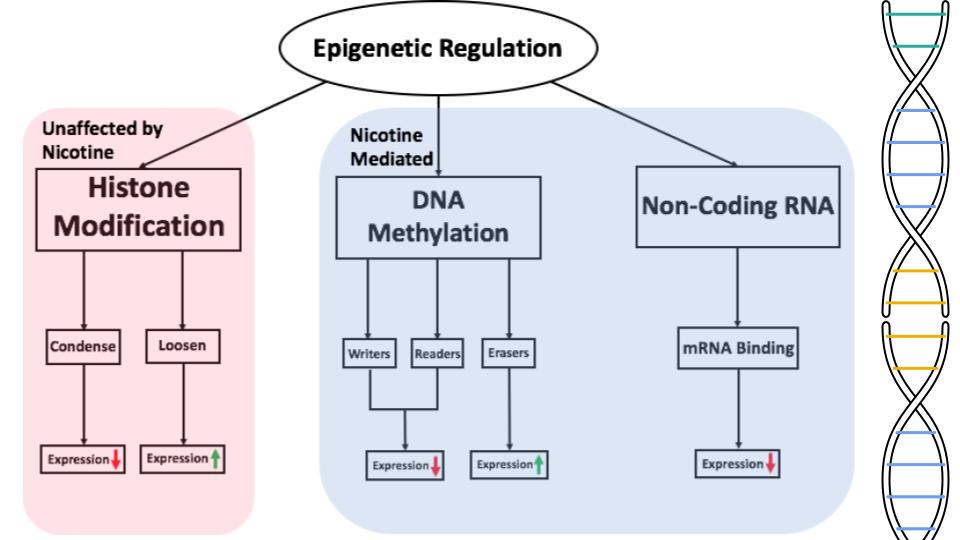 Epigenetic Regulation
Unaffected by
Nicotine
Nicotine
Mediated
Histone
Modification
DNA
Methylation
Non-Coding RNA
Condense
Loosen
Writers
Readers
Erasers
mRNA Binding
Expression
Expression
Expression
Expression
Expression